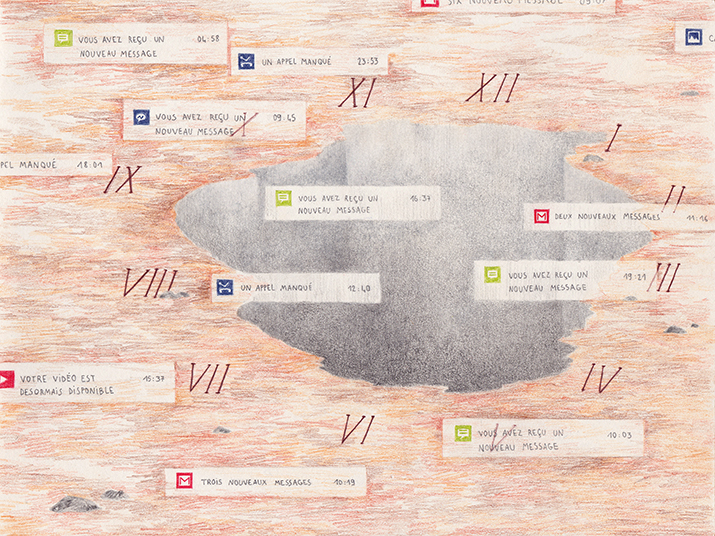 SIX NOUVEAUX MESSAGES 09:07
VOUS AVEZ REÇU UN 04:58
NOUVEAU MESSAGE
UN APPEL MANQUÉ 23:53
XI
XII
VOUS AVEZ REÇU UN 09:45
NOUVEAU MESSAGE
X
I
PEL MANQUÉ 18:01
IX
VOUS AVEZ REÇU UN 16:37
NOUVEAU MESSAGE
II
DEUX NOUVEAUX MESSAGES 11:16
VIII
UN APPEL MANQUÉ 12:40
VOUS AVEZ REÇU UN 19:21
NOUVEAU MESSAGE
III
VOTRE VIDÉO EST 15:37
DESORMAIS DISPONIBLE
VII
IV
VI
VOUS AVEZ REÇU UN 10:03
NOUVEAU MESSAGE
V
TROIS NOUVEAUX MESSAGES 10:19